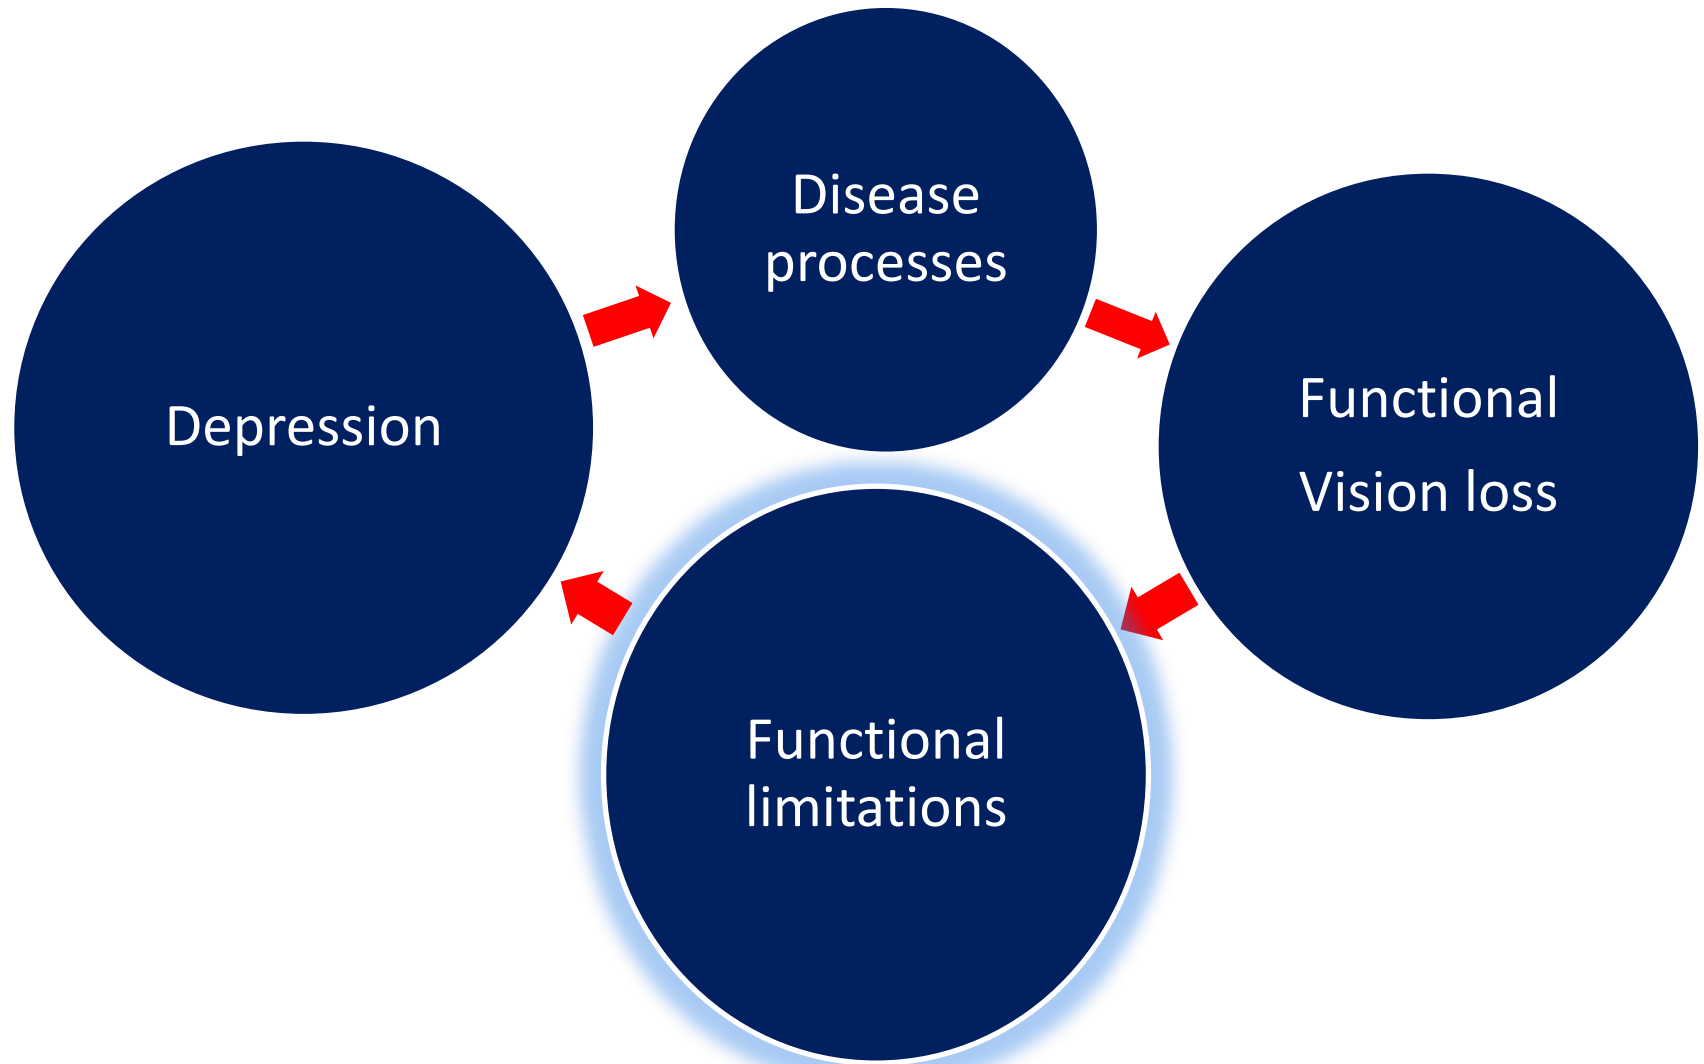 Disease
processes
Depression
Functional
Vision loss
Functional
limitations